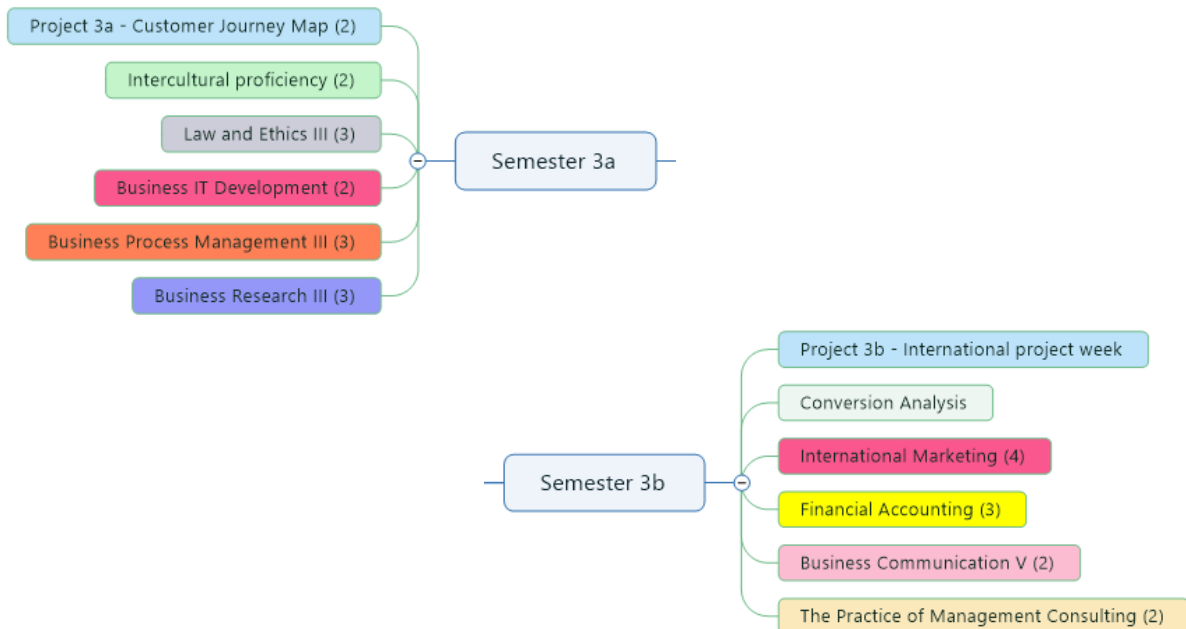 Project 3a - Customer Journey Map (2)
Intercultural proficiency (2)
Law and Ethics III (3)
Semester 3a
Business IT Development (2)
Business Process Management III (3)
Business Research III (3)
Project 3b - International project week
Conversion Analysis
International Marketing (4)
Semester 3b
Financial Accounting (3)
Business Communication V (2)
The Practice of Management Consulting (2)